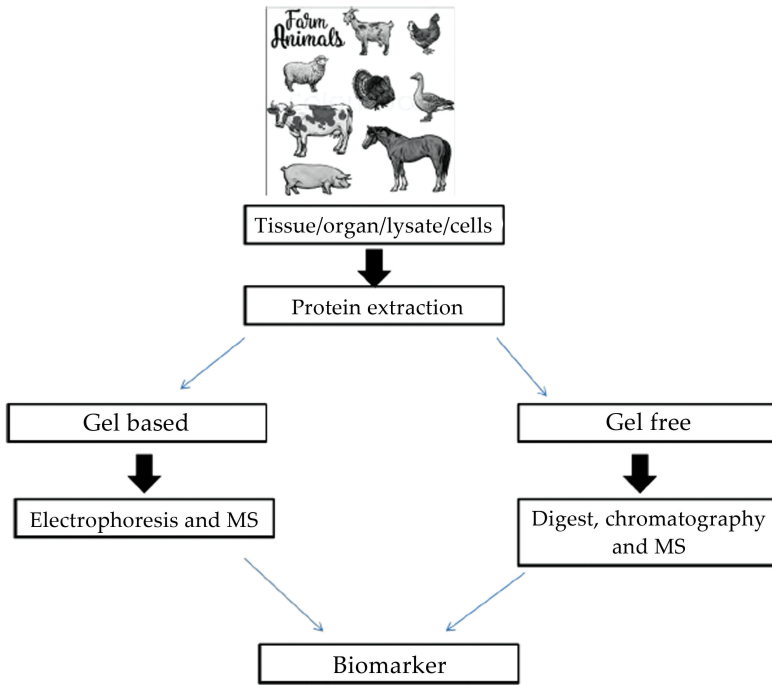 Farm
Animals
Tissue/organ/lysate/cells
Protein extraction
Gel based
Gel free
Electrophoresis and MS
Digest, chromatography
and MS
Biomarker